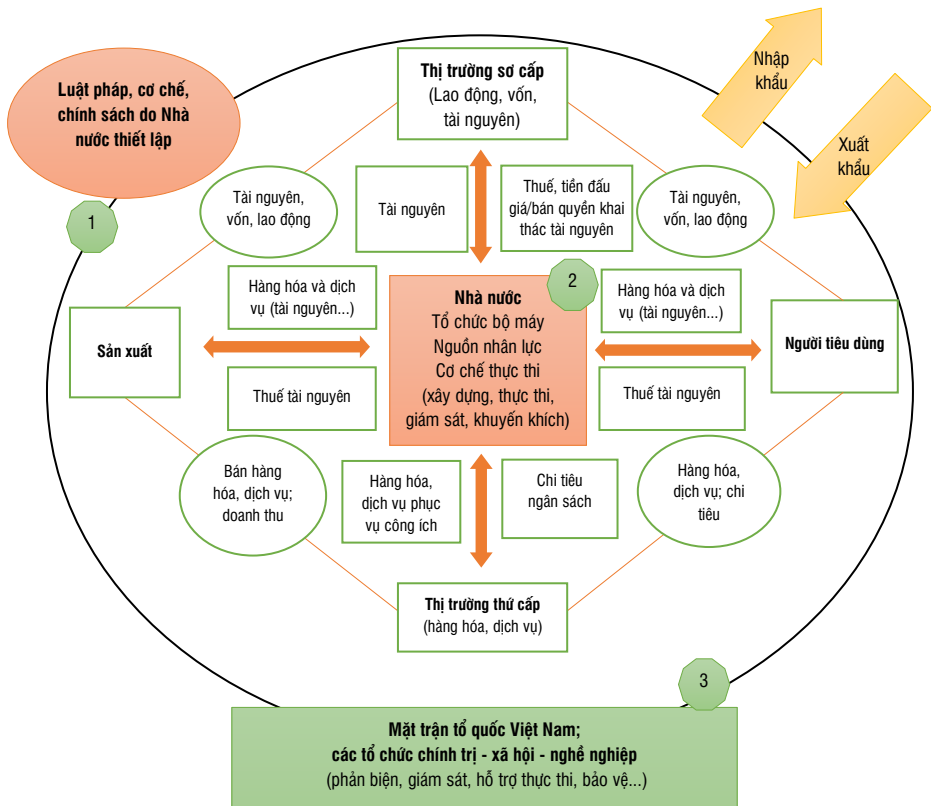 Luật pháp, cơ chế,
chính sách do Nhà
nước thiết lập
1
Thị trường sơ cấp
(Lao động, vốn,
tài nguyên)
Nhập
khẩu
Xuất
khẩu
Tài nguyên,
vốn, lao động
Tài nguyên
Thuế, tiền đấu
giá/bán quyền khai
thác tài nguyên
Tài nguyên,
vốn, lao động
Hàng hóa và dịch
vụ (tài nguyên...)
2
Nhà nước
Tổ chức bộ máy
Nguồn nhân lực
Cơ chế thực thi
(xây dựng, thực thi,
giám sát, khuyến khích)
Hàng hóa và dịch
vụ (tài nguyên...)
Sản xuất
Người tiêu dùng
Thuế tài nguyên
Thuế tài nguyên
Bán hàng
hóa, dịch vụ;
doanh thu
Hàng hóa,
dịch vụ phục
vụ công ích
Chi tiêu
ngân sách
Hàng hóa,
dịch vụ; chi
tiêu
Thị trường thứ cấp
(hàng hóa, dịch vụ)
3
Mặt trận tổ quốc Việt Nam;
các tổ chức chính trị - xã hội - nghề nghiệp
(phản biện, giám sát, hỗ trợ thực thi, bảo vệ...)